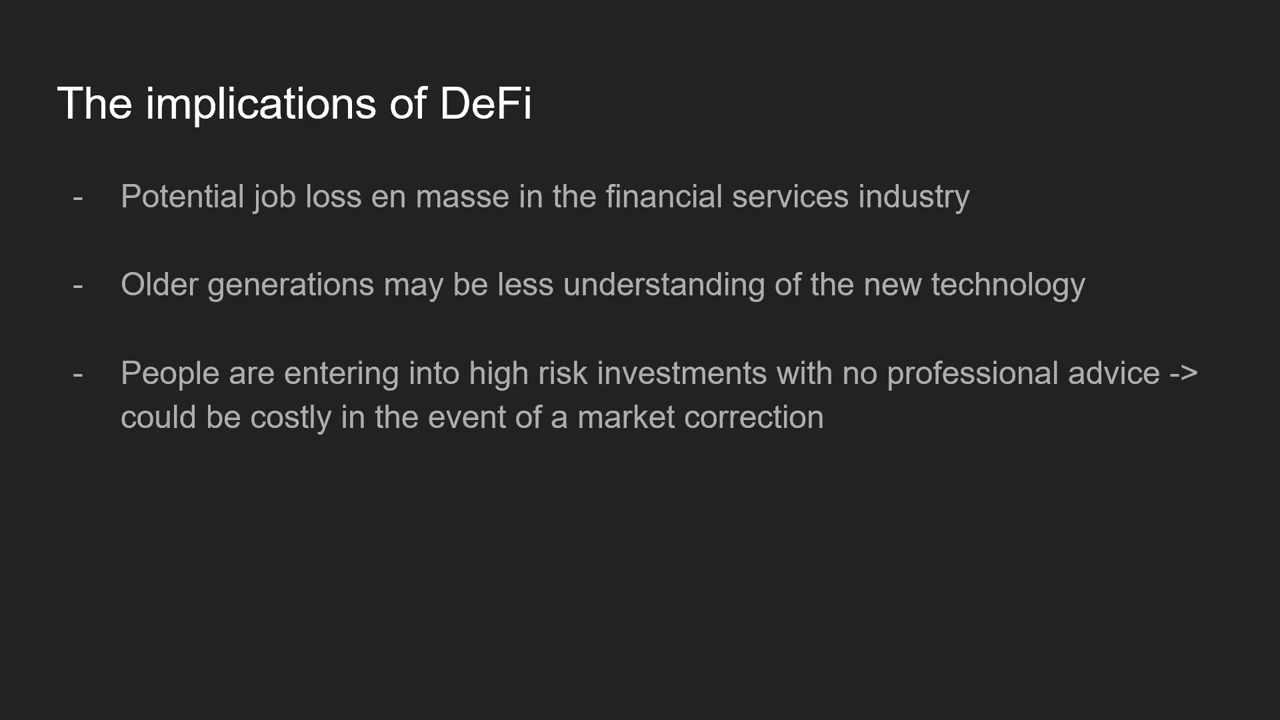 The implications of DeFi
- Potential job loss en masse in the financial services industry
- Older generations may be less understanding of the new technology
- People are entering into high risk investments with no professional advice ->
could be costly in the event of a market correction